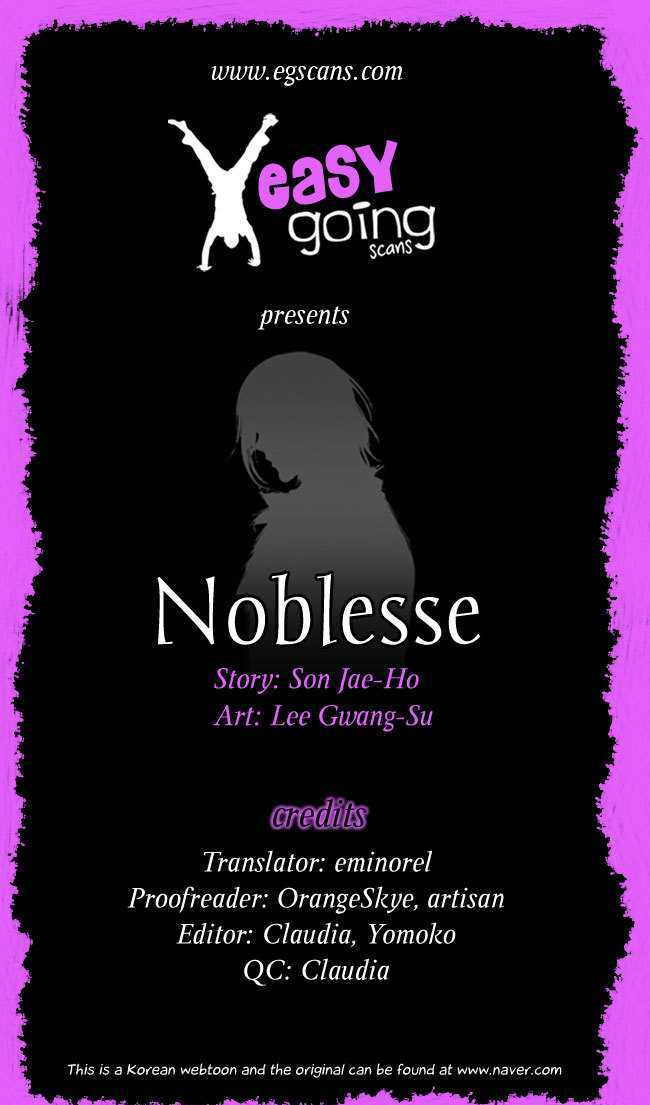 www.egscans.com
easy
going
scans
presents
Noblesse
Story: Son Jae-Ho
Art: Lee Gwang-Su
credits
Translator: eminorel
Proofreader: OrangeSkye, artisan
Editor: Claudia, Yomoko
QC: Claudia
This is a Korean webtoon and the original can be found at www.naver.com